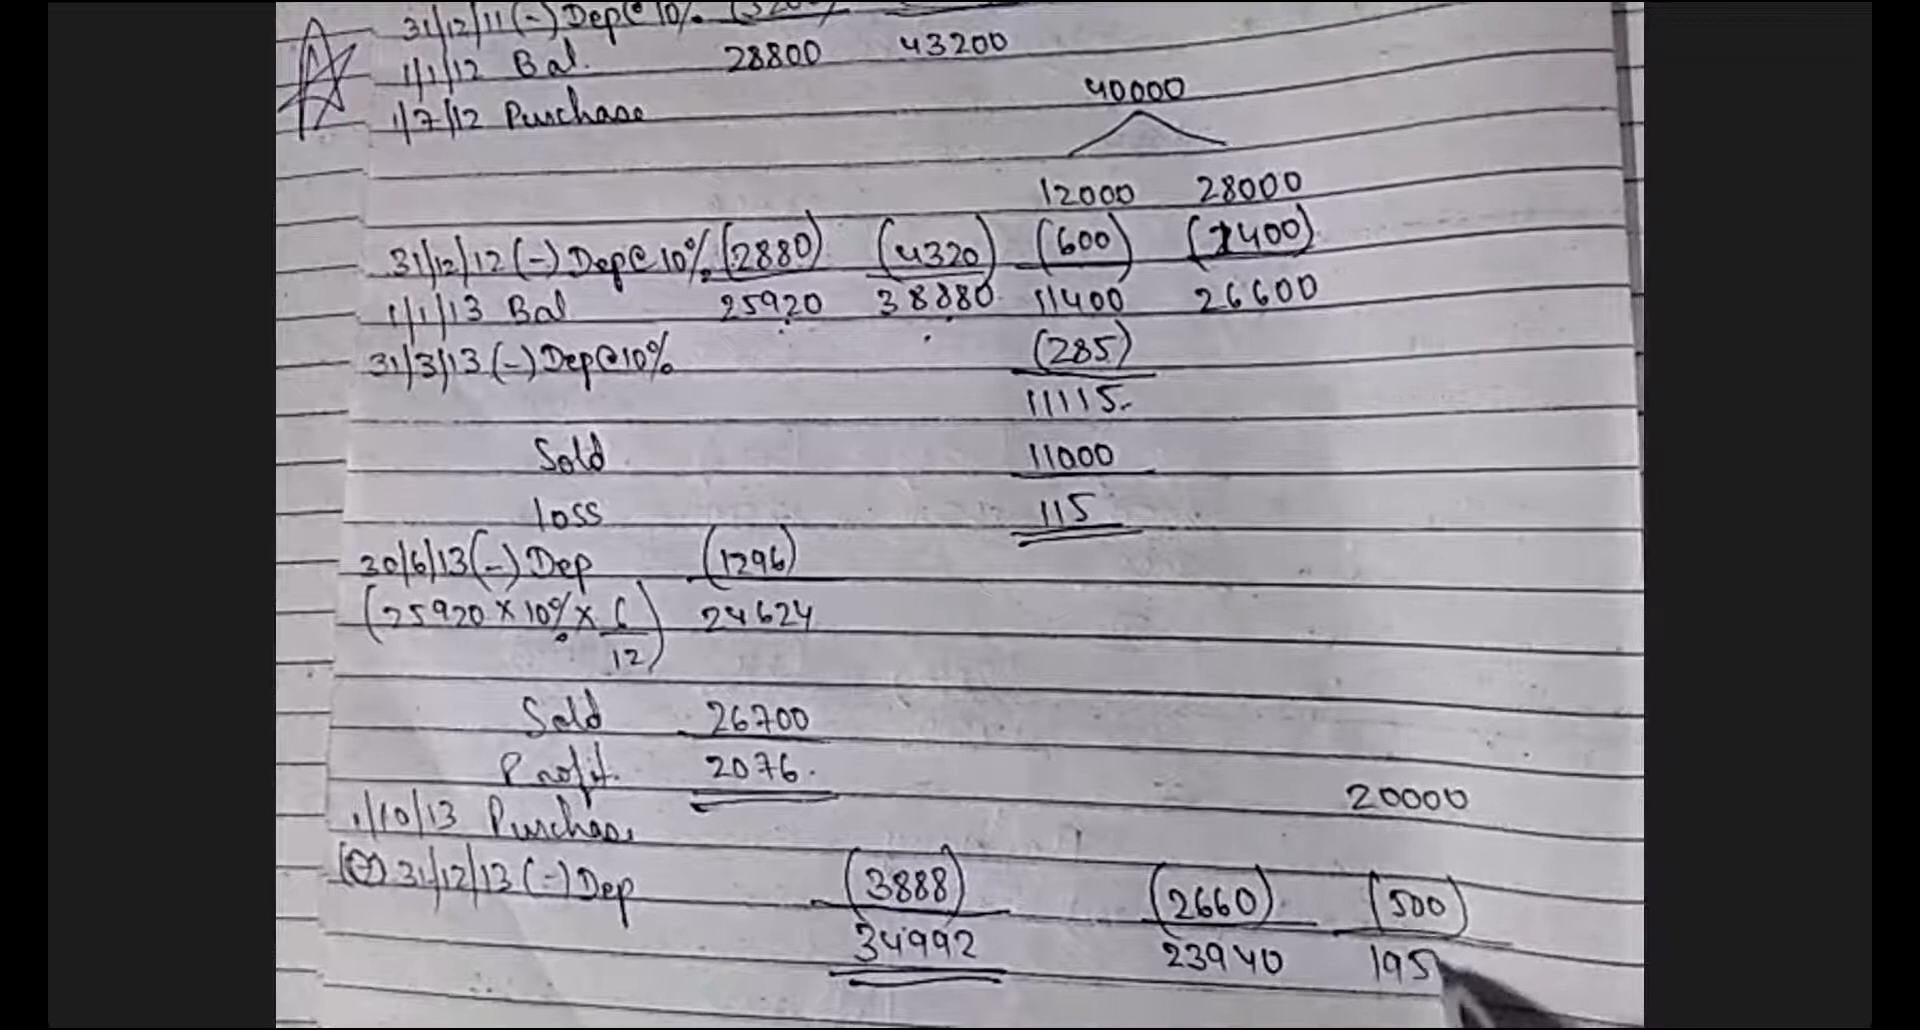 31/12/11 (-) Dep@ 10%
1/1/12 Bal. 28800 43200
40000
1/7/12 Purchase
12000 28000
31/12/12 (-) Dep@ 10% (2880) (4320) (600) (1400)
1/1/13 Bal 25920 38880 11400 26600
31/3/13 (-) Dep@10% (285)
11115
Sold 11000
loss 115
30/6/13 (-) Dep (1296)
(25920 × 10% × 6/12) 24624
Sold 26700
Profit 2076
20000
1/10/13 Purchase
31/12/13 (-) Dep (3888) (2660) (500)
34992 23940 195